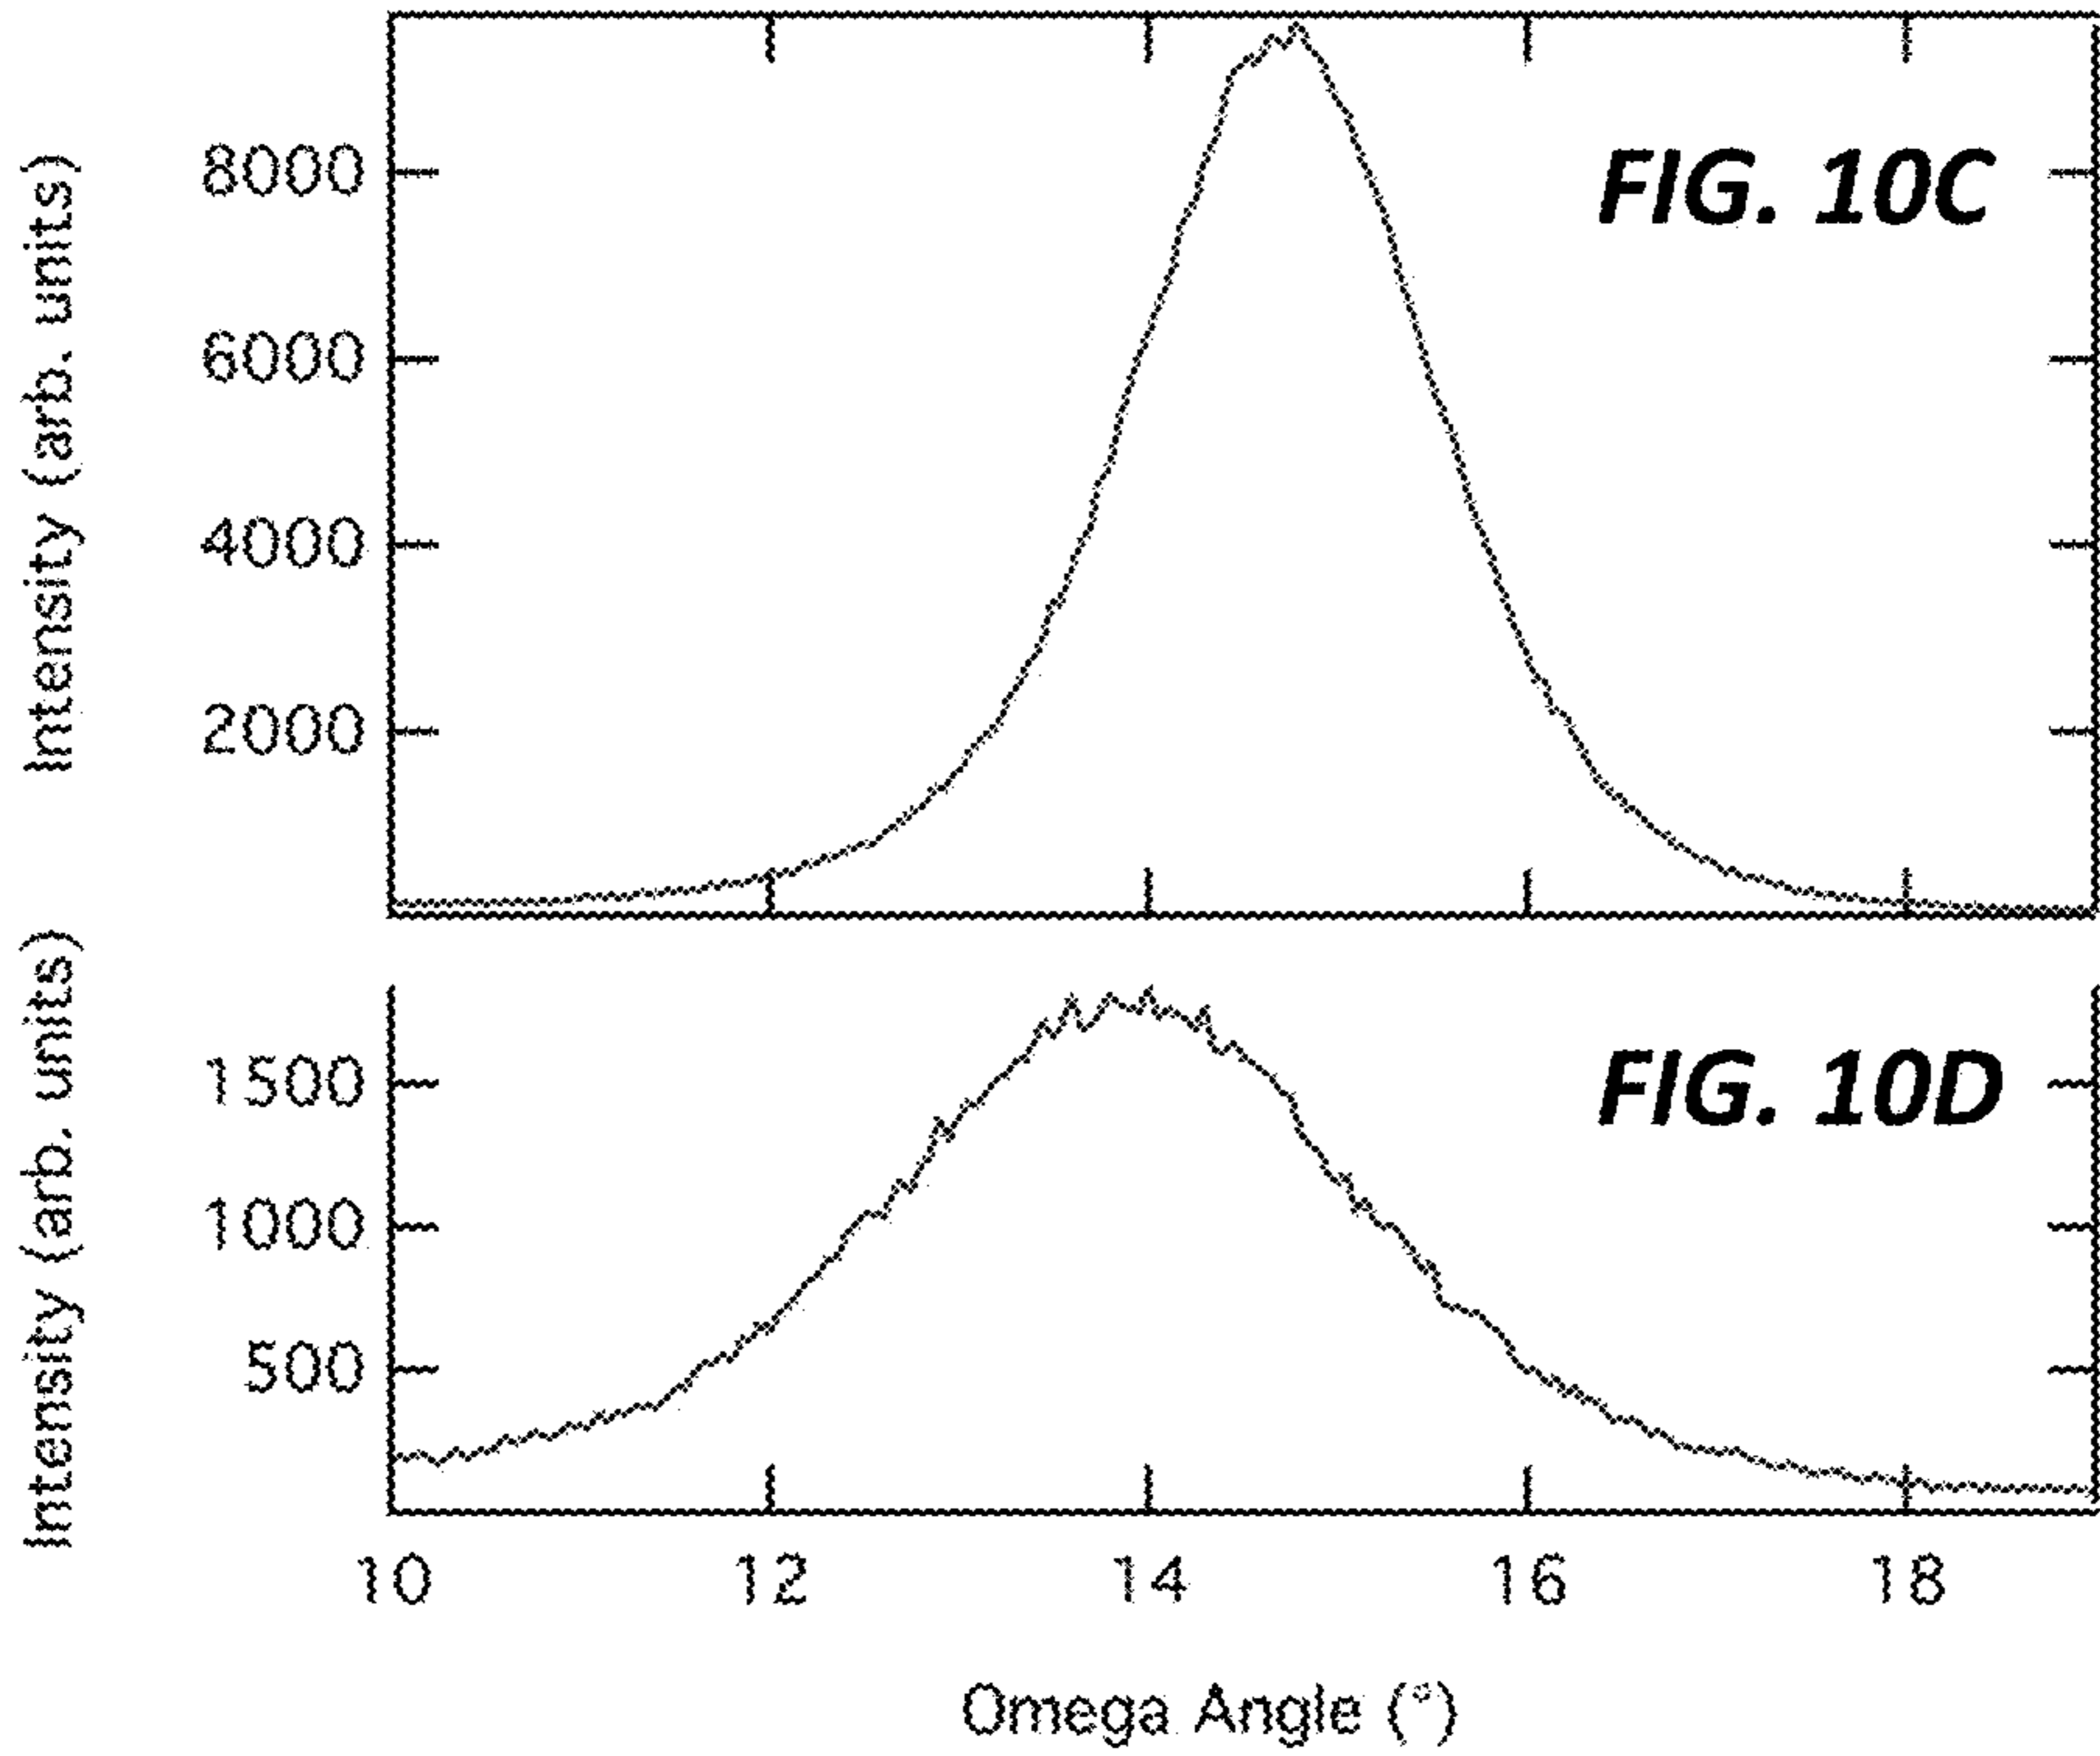 Intensity (arb. units)
8000
6000
4000
2000
FIG. 10C
Intensity (arb. units)
1500
1000
500
FIG. 10D
10 12 14 16 18
Omega Angle (°)